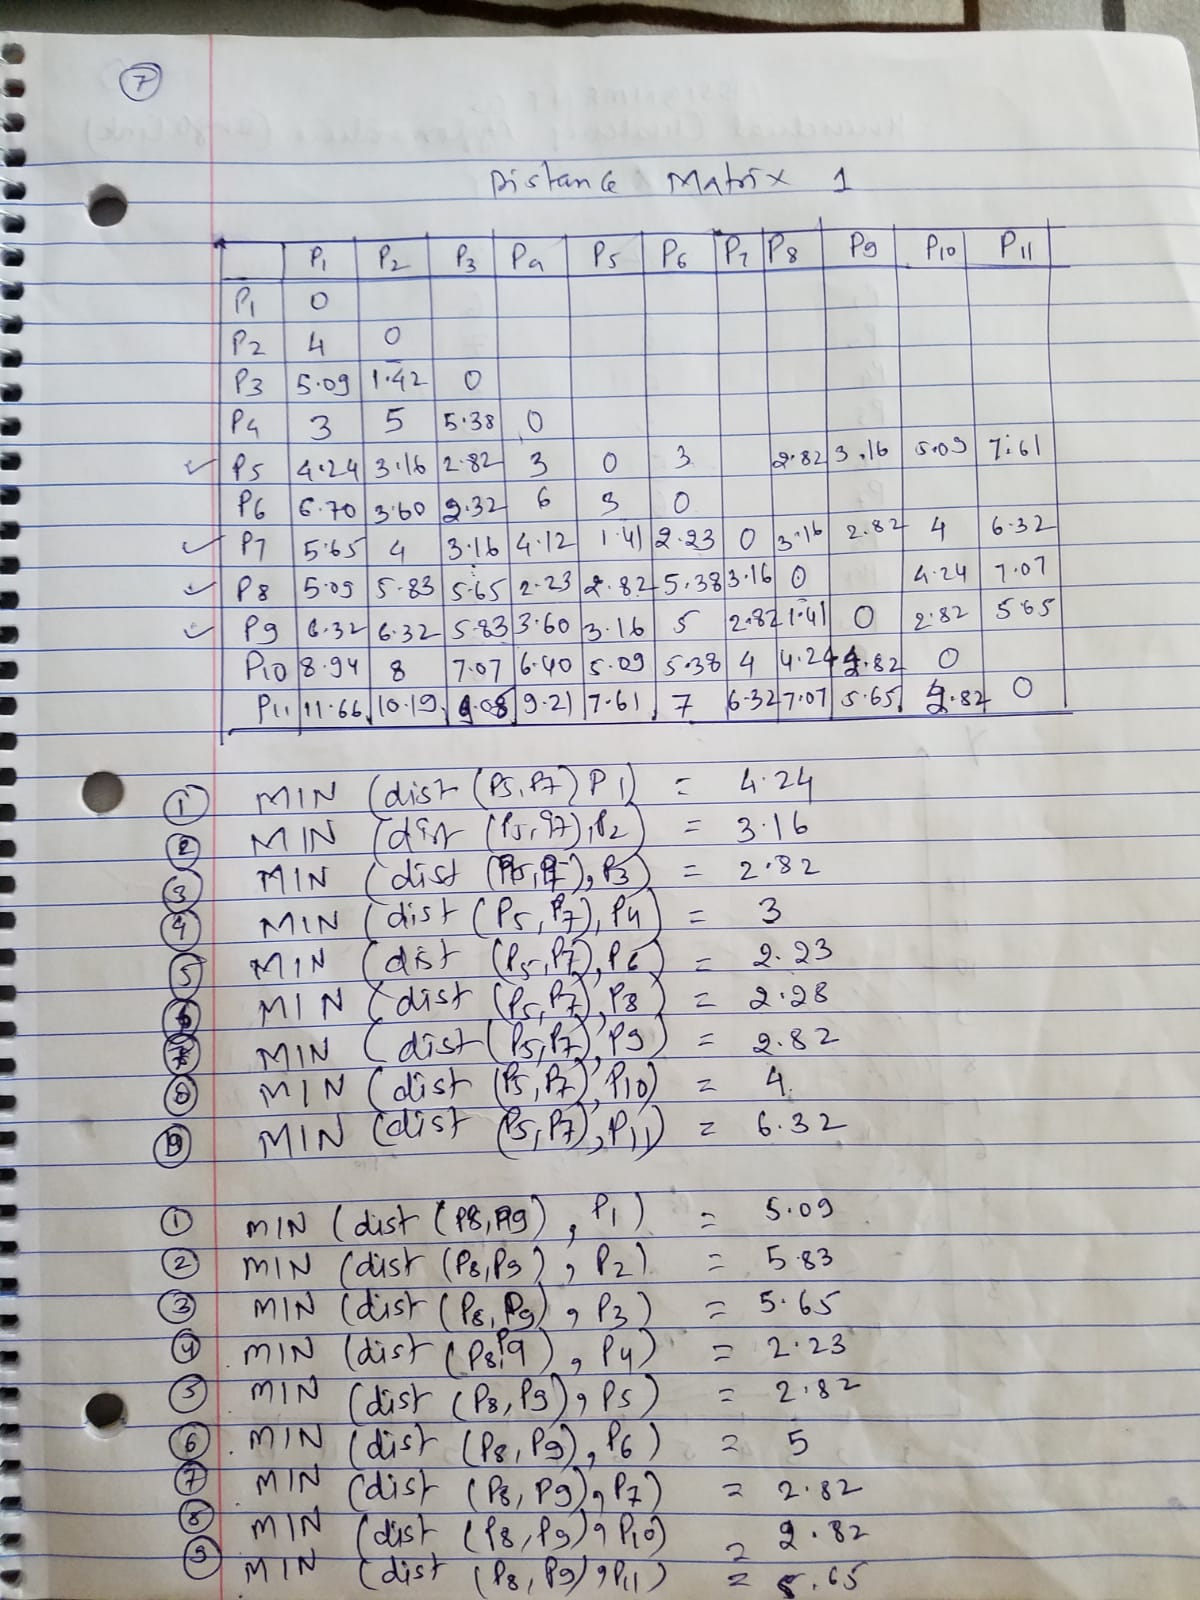 7
Distance Matrix 1
P1 P2 P3 P4 P5 P6 P7 P8 P9 P10 P11
P1 0
P2 4 0
P3 5.09 1.42 0
P4 3 5 5.38 0
P5 4.24 3.16 2.82 3 0 3 2.82 3.16 5.09 7.61
P6 6.70 3.60 2.32 6 3 0
P7 5.65 4 3.16 4.12 1.41 2.23 0 3.16 2.82 4 6.32
P8 5.09 5.83 5.65 2.23 2.82 5.38 3.16 0 4.24 7.07
P9 6.32 6.32 5.83 3.60 3.16 5 2.82 1.41 0 2.82 5.65
P10 8.94 8 7.07 6.40 5.09 5.38 4 4.24 2.82 0
P11 11.66 10.19 9.08 9.21 7.61 7 6.32 7.07 5.65 2.82 0
① MIN (dist (P5,P7) P1) = 4.24
② MIN (dist (P5,P7),P2) = 3.16
③ MIN (dist (P5,P7),P3) = 2.82
④ MIN (dist (P5,P7),P4) = 3
⑤ MIN (dist (P5,P7),P6) = 2.23
⑥ MIN (dist (P5,P7),P8) = 2.28
⑦ MIN (dist (P5,P7),P9) = 2.82
⑧ MIN (dist (P5,P7),P10) = 4
⑨ MIN (dist (P5,P7),P11) = 6.32
① MIN (dist (P8,P9), P1) = 5.09
② MIN (dist (P8,P9), P2) = 5.83
③ MIN (dist (P8,P9), P3) = 5.65
④ MIN (dist (P8,P9), P4) = 2.23
⑤ MIN (dist (P8,P9), P5) = 2.82
⑥ MIN (dist (P8,P9), P6) = 5
⑦ MIN (dist (P8,P9), P7) = 2.82
⑧ MIN (dist (P8,P9), P10) = 2.82
⑨ MIN (dist (P8,P9), P11) = 5.65